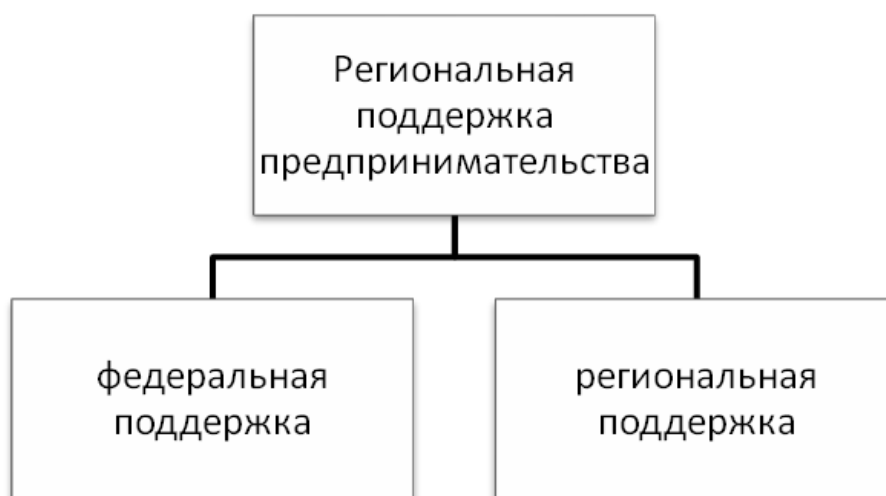 Региональная
поддержка
предпринимательства
федеральная
поддержка
региональная
поддержка